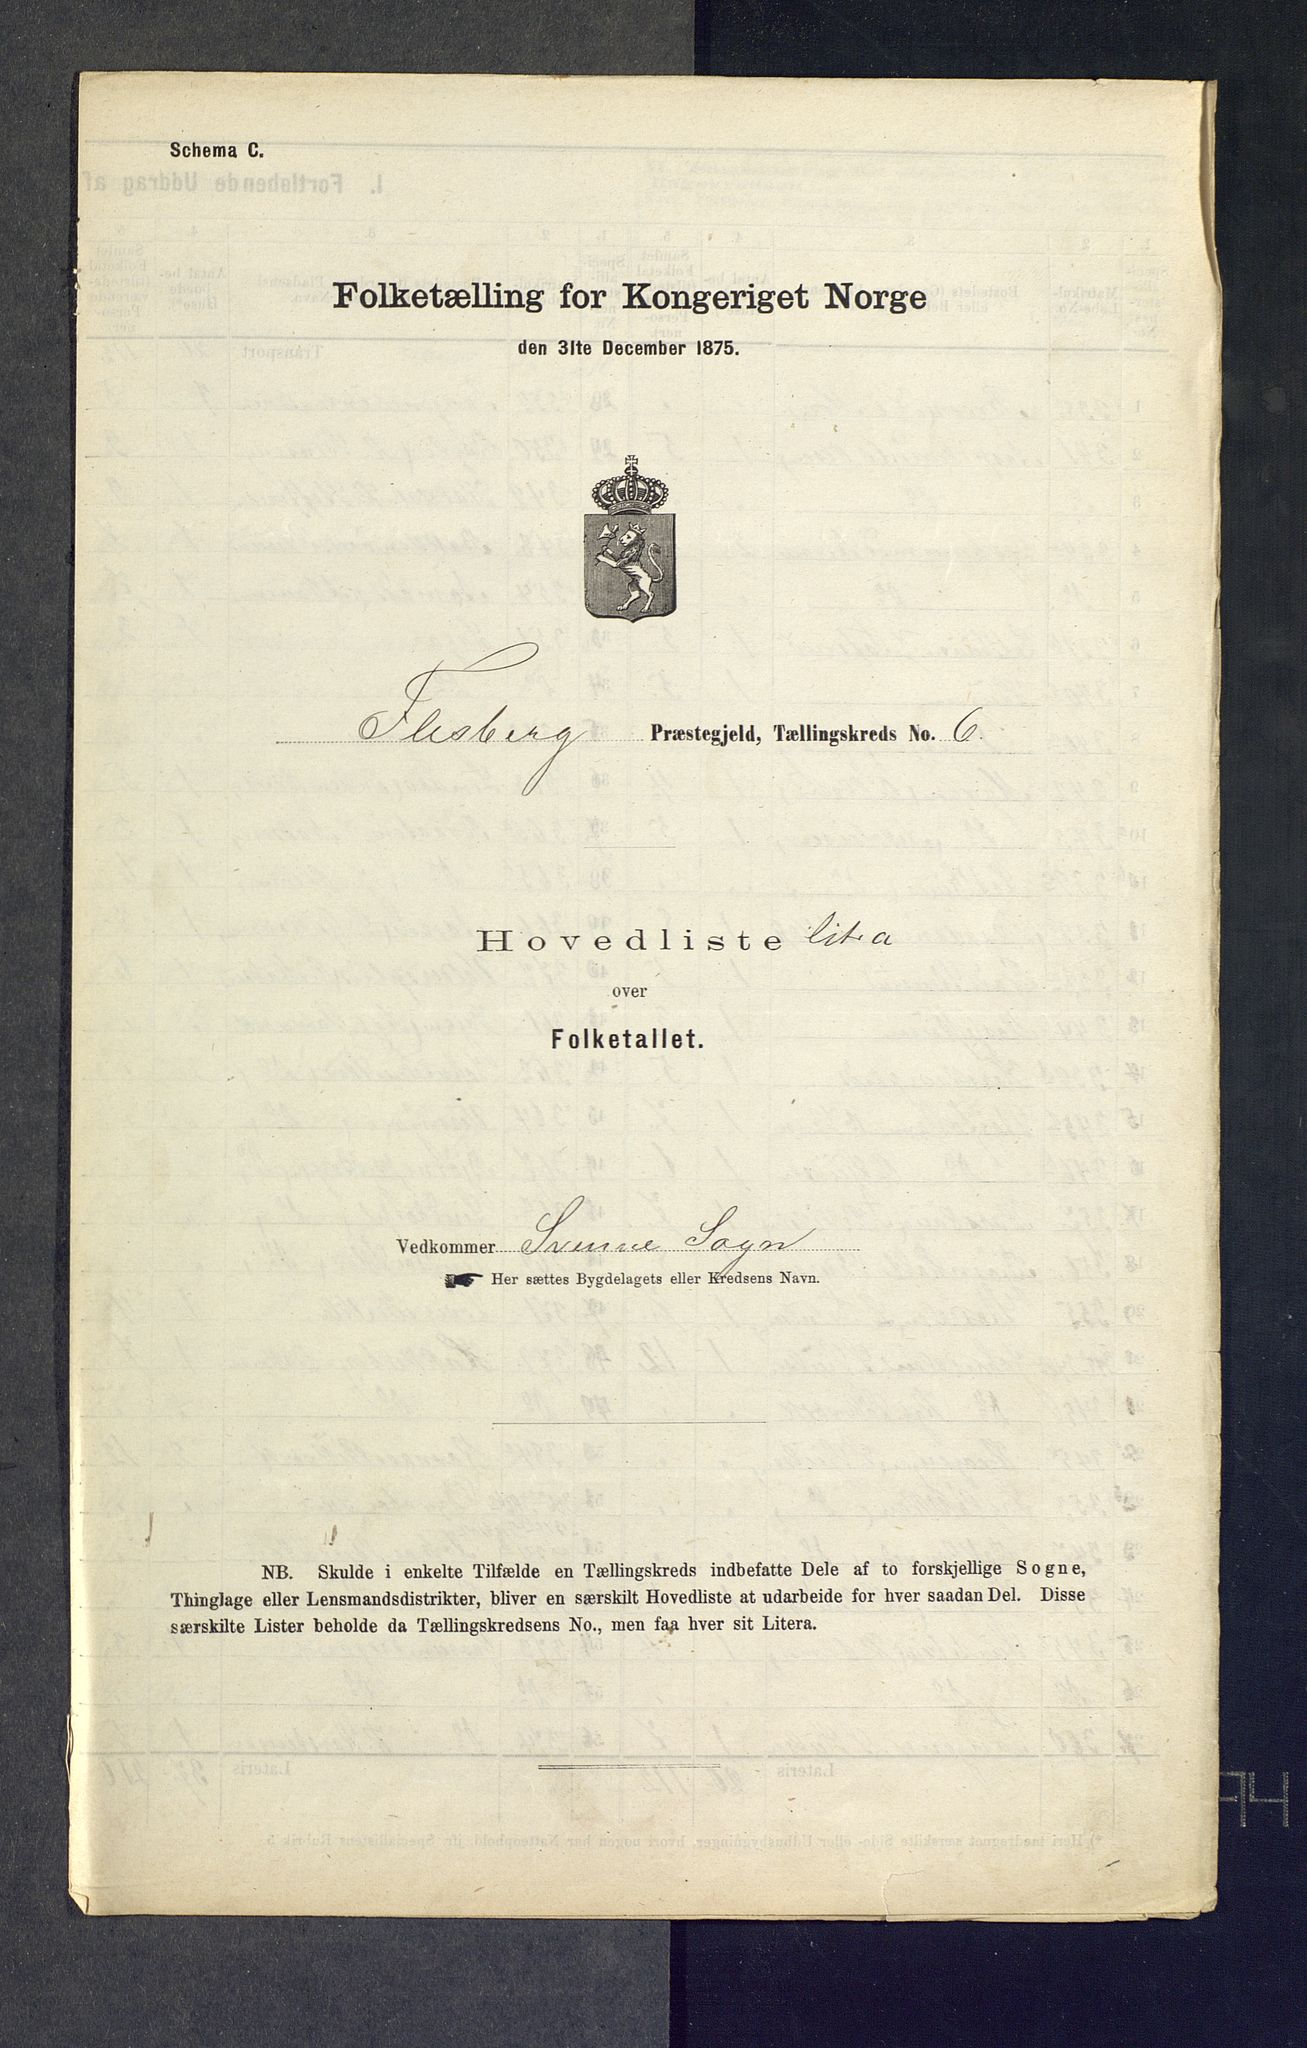 Schema C.
Folketælling for Kongeriget Norge
den 31te December 1875.
Flesberg Præstegjeld, Tællingskreds No. 6.
Hovedliste lit. a
over
Folketallet.
Vedkommer Svenne Sogn
Her sættes Bygdelagets eller Kredsens Navn.
NB. Skulde i enkelte Tilfælde en Tællingskreds indbefatte Dele af to forskjellige Sogne,
Thinglage eller Lensmandsdistrikter, bliver en særskilt Hovedliste at udarbeide for hver saadan Del. Disse
særskilte Lister beholde da Tællingskredsens No., men faa hver sit Litera.